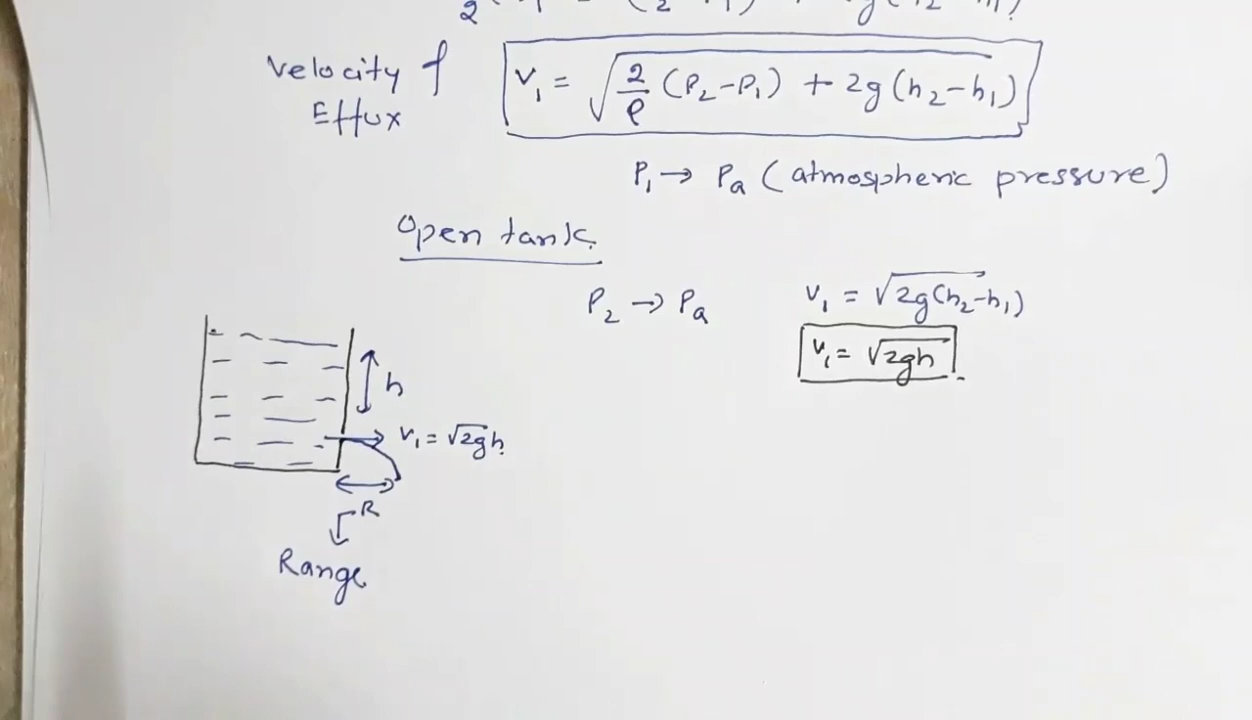 Velocity of
Efflux
V₁ = √(2/ρ (P₂-P₁) + 2g(h₂-h₁))
P₁ → Pa (atmospheric pressure)
Open tank.
P₂ → Pa
V₁ = √2g(h₂-h₁)
V₁ = √2gh
h
V₁ = √2gh.
R
Range